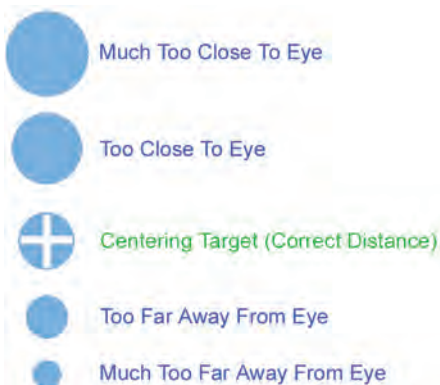 Much Too Close To Eye
Too Close To Eye
Centering Target (Correct Distance)
Too Far Away From Eye
Much Too Far Away From Eye